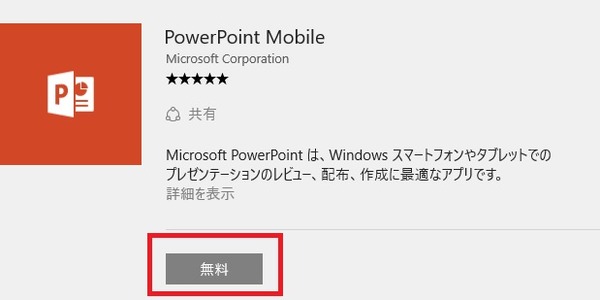 PowerPoint Mobile
Microsoft Corporation
★★★★★
共有
Microsoft PowerPoint は、Windows スマートフォンやタブレットでの
プレゼンテーションのレビュー、配布、作成に最適なアプリです。
詳細を表示
無料